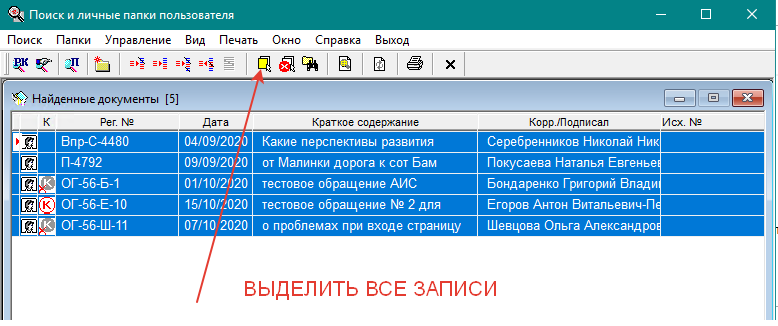 Поиск и личные папки пользователя
Поиск Папки Управление Вид Печать Окно Справка Выход
РК П
Найденные документы [5]
К Рег. № Дата Краткое содержание Корр./Подписал Исх. №
Впр-С-4480 04/09/2020 Какие перспективы развития Серебренников Николай Ник
П-4792 09/09/2020 от Малинки дорога к сот Бам Покусаева Наталья Евгенье
К ОГ-56-Б-1 01/10/2020 тестовое обращение АИС Бондаренко Григорий Влади
К ОГ-56-Е-10 15/10/2020 тестовое обращение № 2 для Егоров Антон Витальевич-Пе
К ОГ-56-Ш-11 07/10/2020 о проблемах при входе страницу Шевцова Ольга Александров
ВЫДЕЛИТЬ ВСЕ ЗАПИСИ